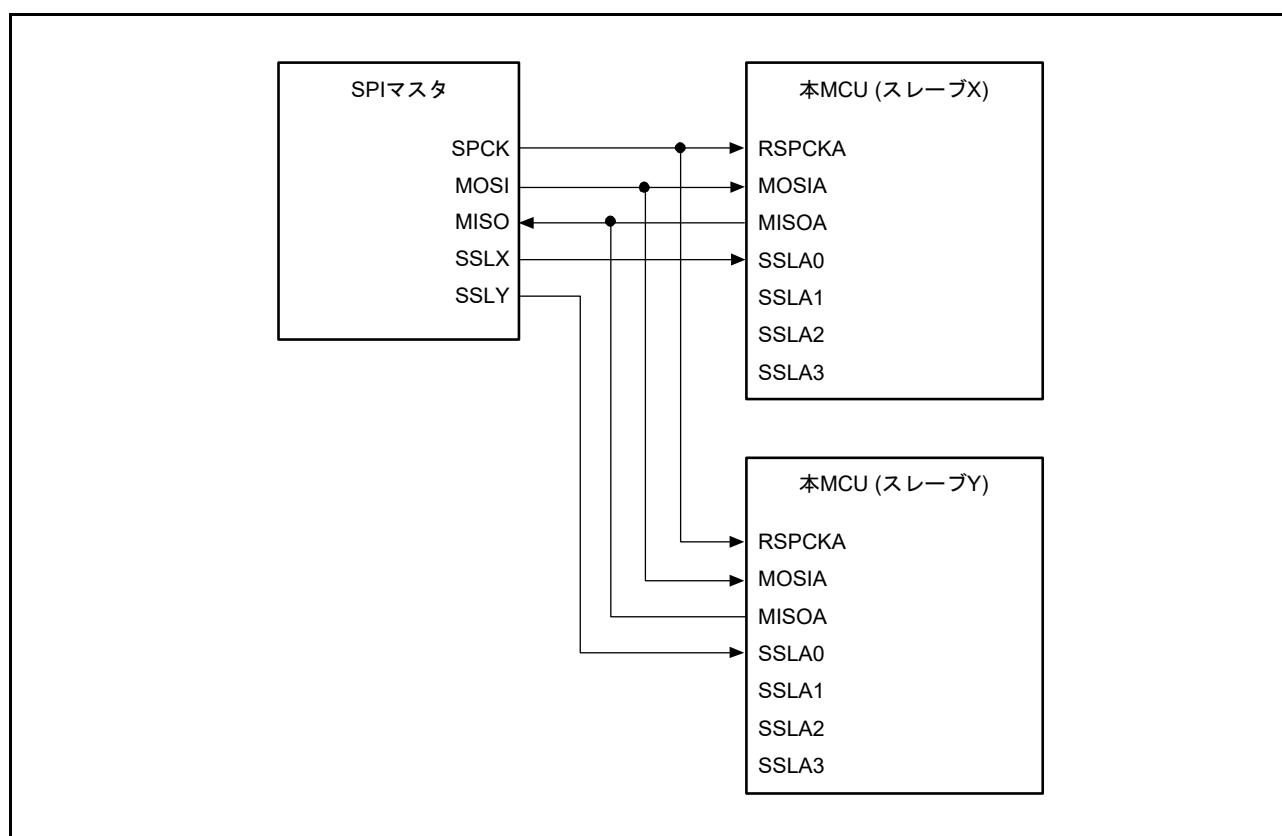 SPIマスタ
SPCK
MOSI
MISO
SSLX
SSLY
本MCU (スレーブX)
RSPCKA
MOSIA
MISOA
SSLA0
SSLA1
SSLA2
SSLA3
本MCU (スレーブY)
RSPCKA
MOSIA
MISOA
SSLA0
SSLA1
SSLA2
SSLA3